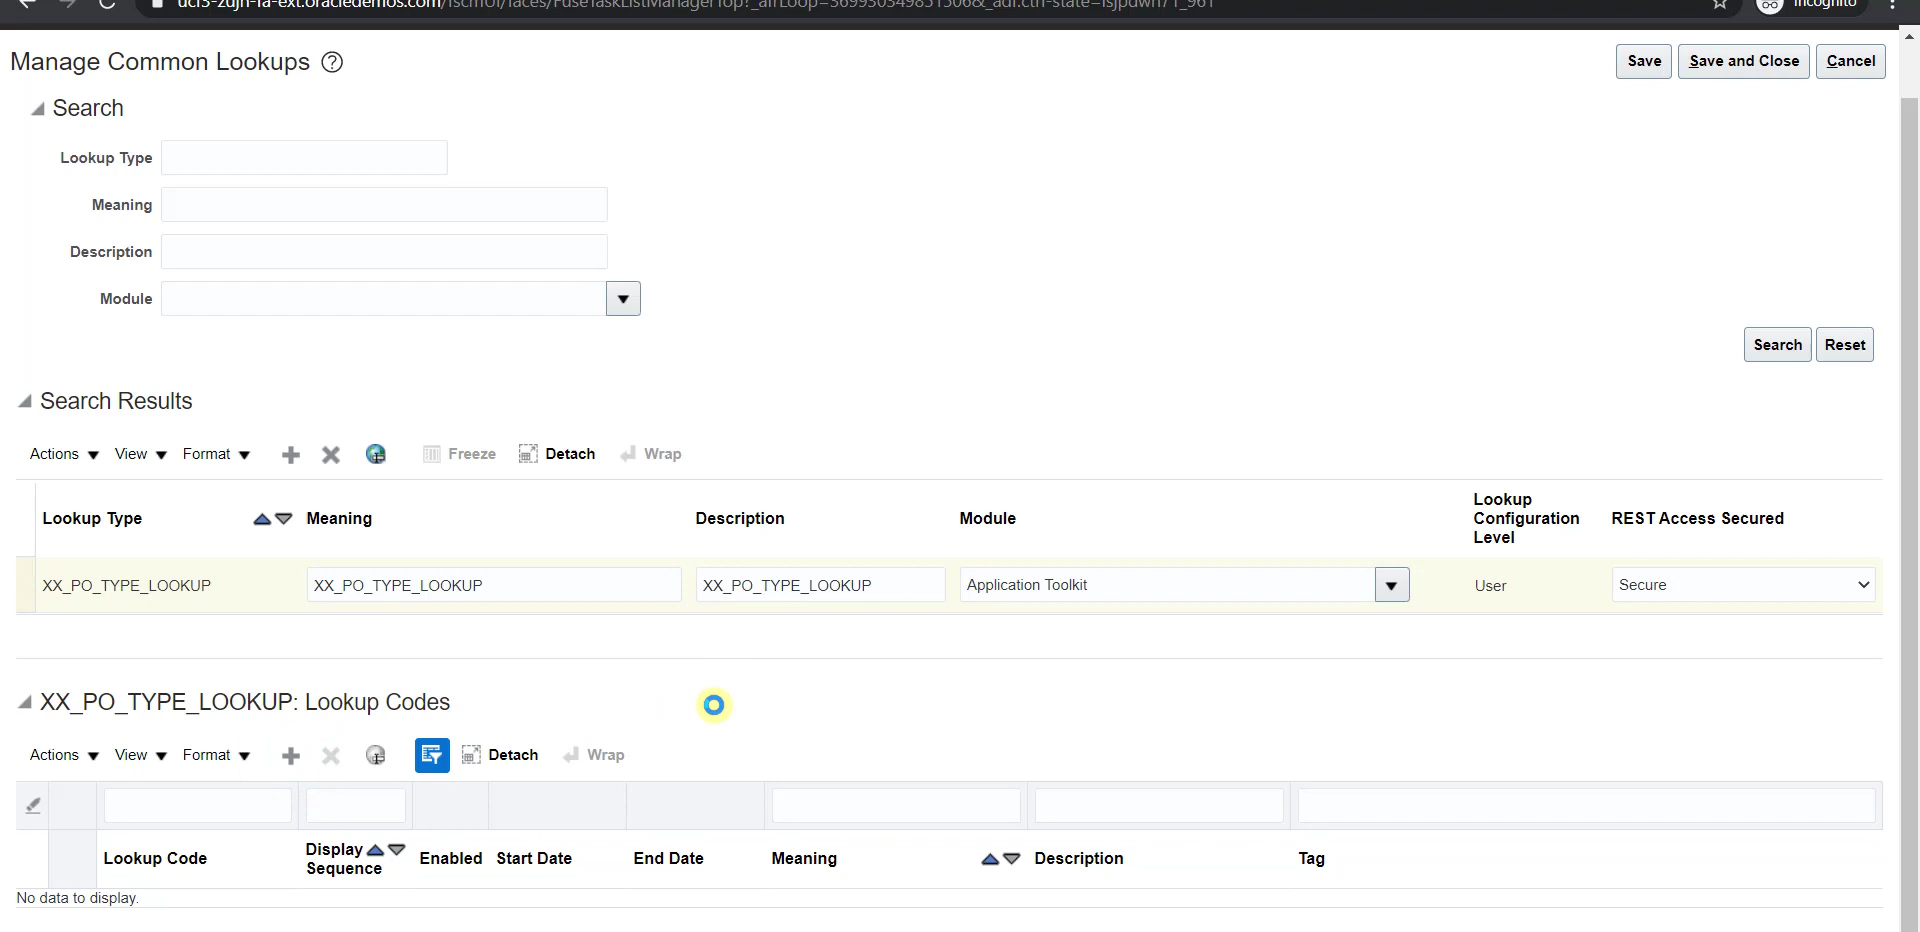 Incognito
Manage Common Lookups ?
Save
Save and Close
Cancel
Search
Lookup Type
Meaning
Description
Module
Search
Reset
Search Results
Actions
View
Format
Freeze
Detach
Wrap
Lookup Type
Meaning
Description
Module
Lookup
Configuration
Level
REST Access Secured
XX_PO_TYPE_LOOKUP
XX_PO_TYPE_LOOKUP
XX_PO_TYPE_LOOKUP
Application Toolkit
User
Secure
XX_PO_TYPE_LOOKUP: Lookup Codes
Actions
View
Format
Detach
Wrap
Lookup Code
Display
Sequence
Enabled
Start Date
End Date
Meaning
Description
Tag
No data to display.